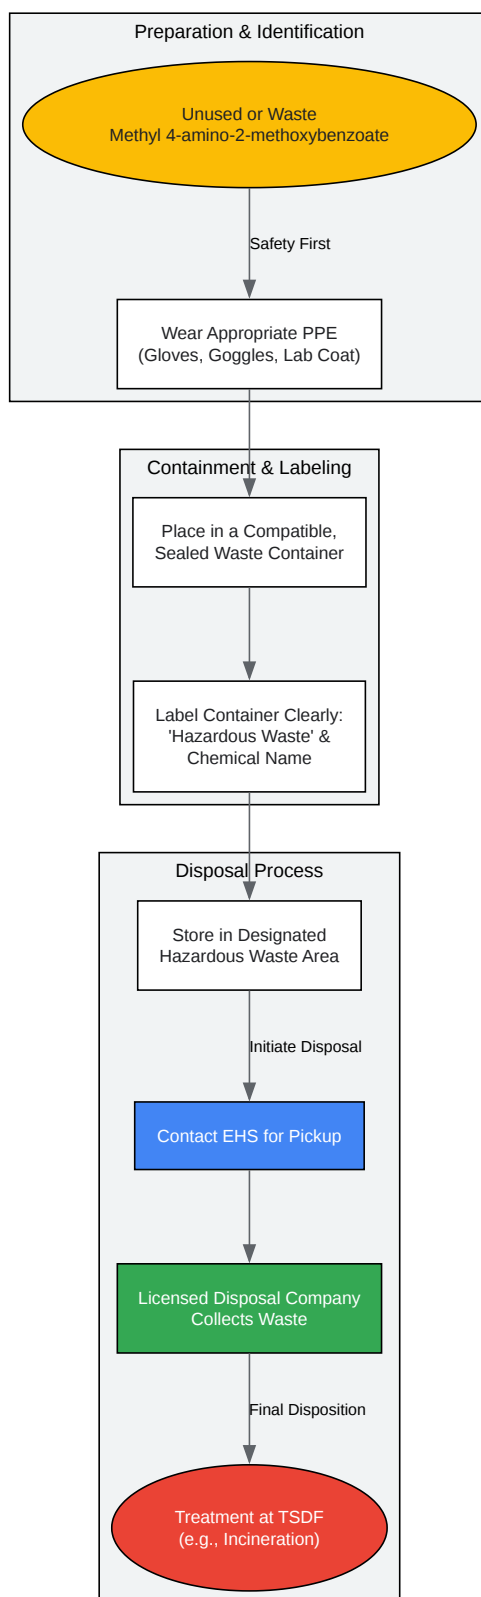 Preparation & Identification
Unused or Waste
Methyl 4-amino-2-methoxybenzoate
Safety First
Wear Appropriate PPE
(Gloves, Goggles, Lab Coat)
Containment & Labeling
Place in a Compatible,
Sealed Waste Container
Label Container Clearly:
'Hazardous Waste' &
Chemical Name
Disposal Process
Store in Designated
Hazardous Waste Area
Initiate Disposal
Contact EHS for Pickup
Licensed Disposal Company
Collects Waste
Final Disposition
Treatment at TSDF
(e.g., Incineration)